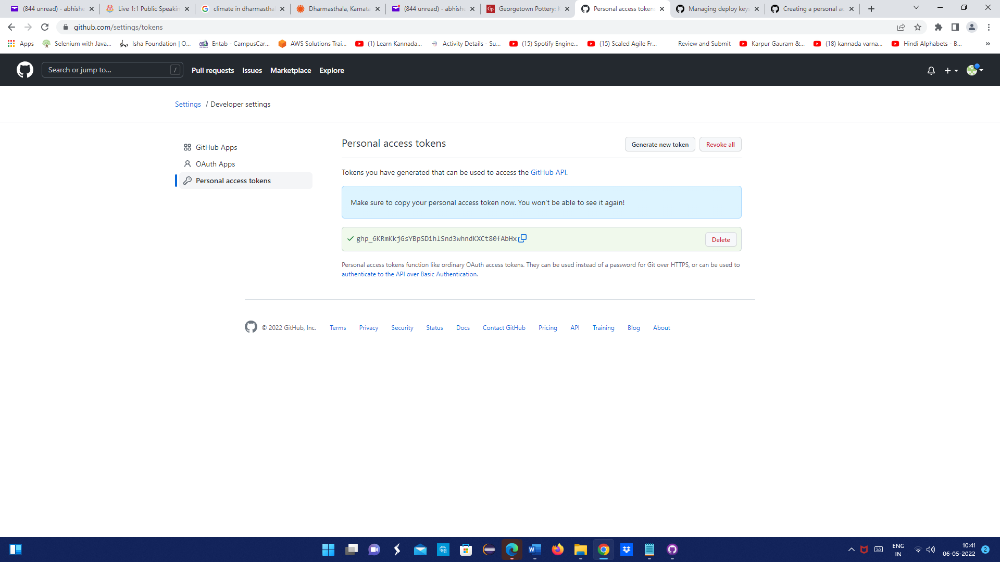 (844 unread) - abhishe
Live 1:1 Public Speakin
climate in dharmasthal
Dharmasthala, Karnata
(844 unread) - abhishe
Georgetown Pottery: K
Personal access tokens
Managing deploy keys
Creating a personal ac
github.com/settings/tokens
Apps
Selenium with Java...
Isha Foundation | O...
Entab - CampusCar...
AWS Solutions Trai...
(1) Learn Kannada...
Activity Details - Su...
(15) Spotify Engine...
(15) Scaled Agile Fr...
Review and Submit
Karpur Gauram &...
(18) kannada varna...
Hindi Alphabets - B...
Search or jump to...
/
Pull requests
Issues
Marketplace
Explore
Settings / Developer settings
GitHub Apps
OAuth Apps
Personal access tokens
Personal access tokens
Generate new token
Revoke all
Tokens you have generated that can be used to access the GitHub API.
Make sure to copy your personal access token now. You won’t be able to see it again!
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
Delete
Personal access tokens function like ordinary OAuth access tokens. They can be used instead of a password for Git over HTTPS, or can be used to
authenticate to the API over Basic Authentication.
© 2022 GitHub, Inc.
Terms
Privacy
Security
Status
Docs
Contact GitHub
Pricing
API
Training
Blog
About
ENG
IN
10:41
06-05-2022
2